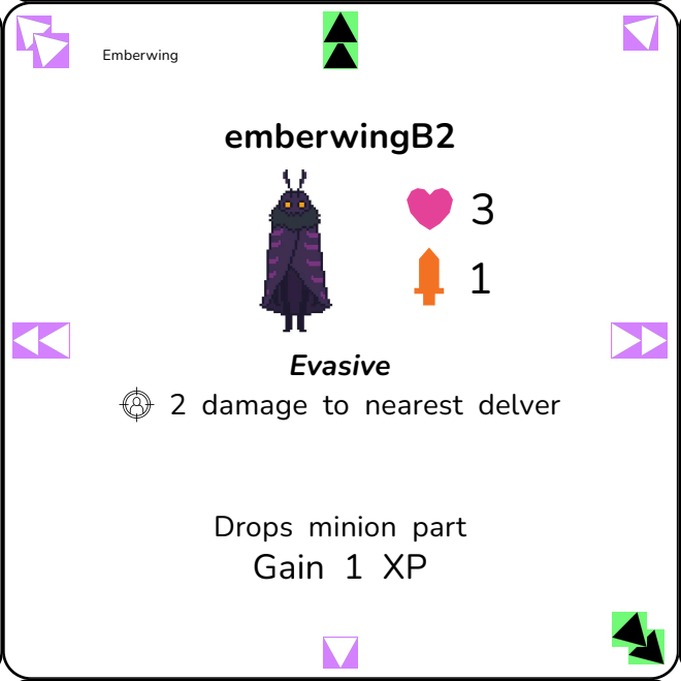 Emberwing
emberwingB2
3
1
Evasive
2 damage to nearest delver
Drops minion part
Gain 1 XP